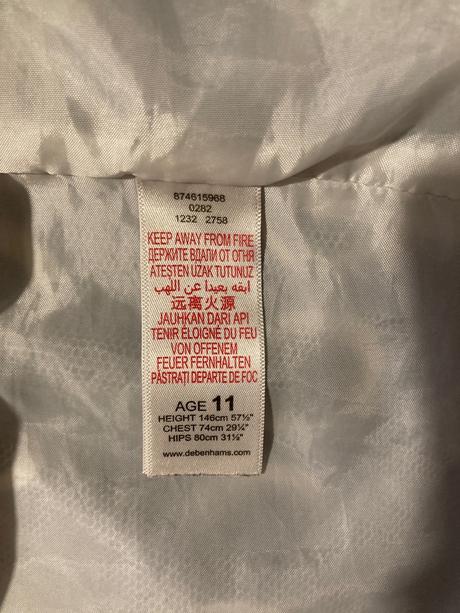 874615968
0282
1232 2758
KEEP AWAY FROM FIRE
ДЕРЖИТЕ ВДАЛИ ОТ ОГНЯ
ATEŞTEN UZAK TUTUNUZ
ابقه بعيدا عن اللهب
远离火源
JAUHKAN DARI API
TENIR ÉLOIGNÉ DU FEU
VON OFFENEM
FEUER FERNHALTEN
PĂSTRAȚI DEPARTE DE FOC
AGE 11
HEIGHT 146cm 57½"
CHEST 74cm 29¼"
HIPS 80cm 31½"
www.debenhams.com